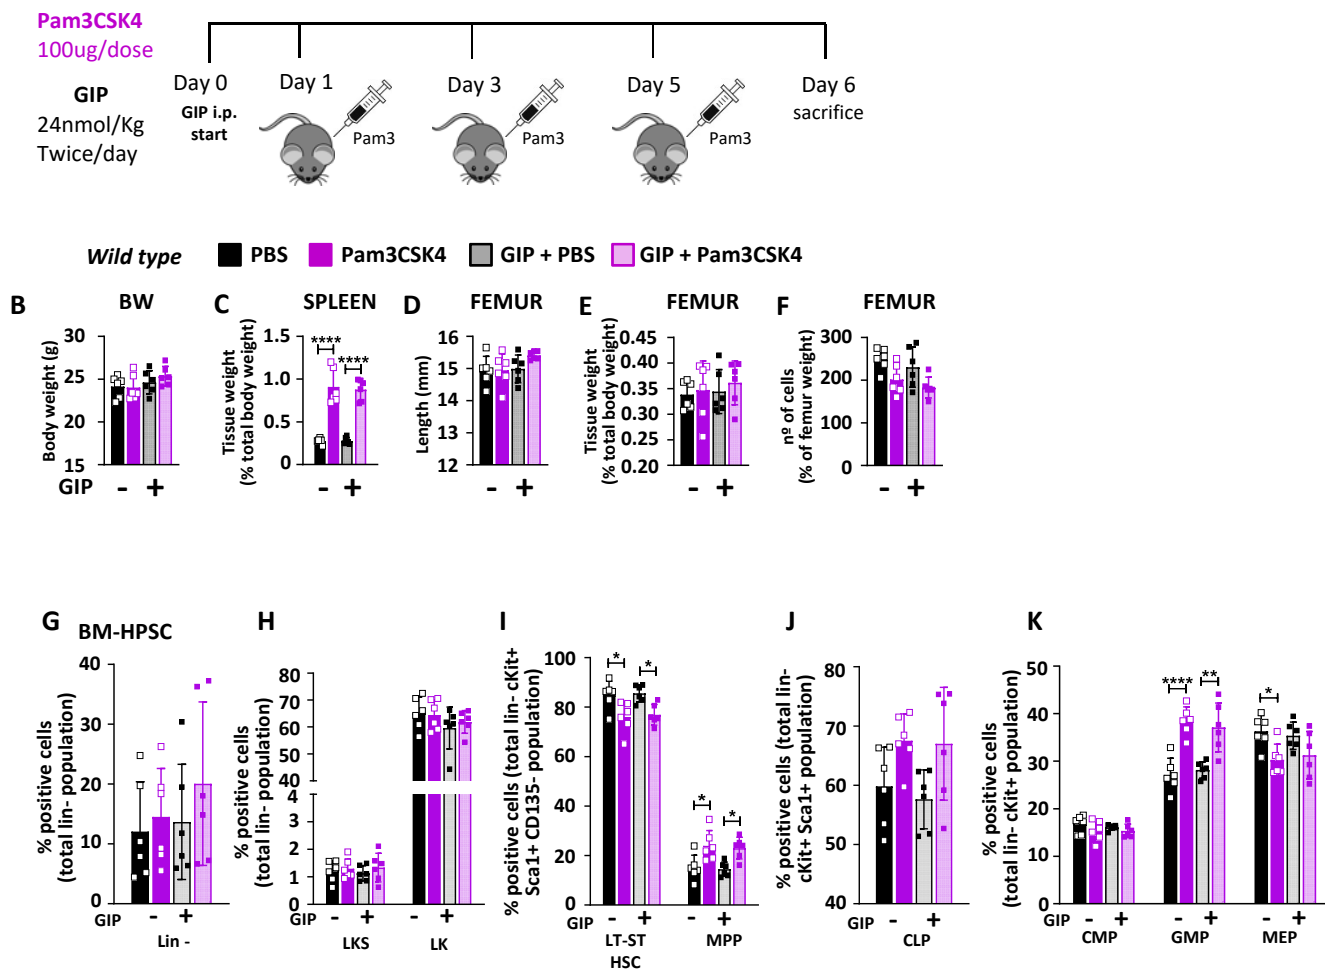 Pam3CSK4
100ug/dose
GIP
24nmol/Kg
Twice/day
Day 0
GIP i.p.
start
Day 1
Pam3
Day 3
Pam3
Day 5
Pam3
Day 6
sacrifice
Wild type PBS Pam3CSK4 GIP + PBS GIP + Pam3CSK4
B BW
Body weight (g)
30
25
20
15
GIP - +
C SPLEEN
Tissue weight
(% total body weight)
1.5
1.0
0.5
0
**** ****
- +
D FEMUR
Length (mm)
16
15
14
13
12
- +
E FEMUR
Tissue weight
(% total body weight)
0.45
0.40
0.35
0.30
0.25
0.20
- +
F FEMUR
nº of cells
(% of femur weight)
300
200
100
0
- +
G BM-HPSC
% positive cells
(total lin- population)
40
30
20
10
0
GIP - +
Lin -
H
% positive cells
(total lin- population)
80
70
60
50
40
4
3
2
1
0
GIP - + - +
LKS LK
I
% positive cells (total lin- cKit+
Sca1+ CD135- population)
100
80
60
40
20
0
* * * *
GIP - + - +
LT-ST
HSC
MPP
J
% positive cells (total lin-
cKit+ Sca1+ population)
80
70
60
50
40
GIP - +
CLP
K
% positive cells
(total lin- cKit+ population)
50
40
30
20
10
0
**** ** *
GIP - + - + - +
CMP GMP MEP